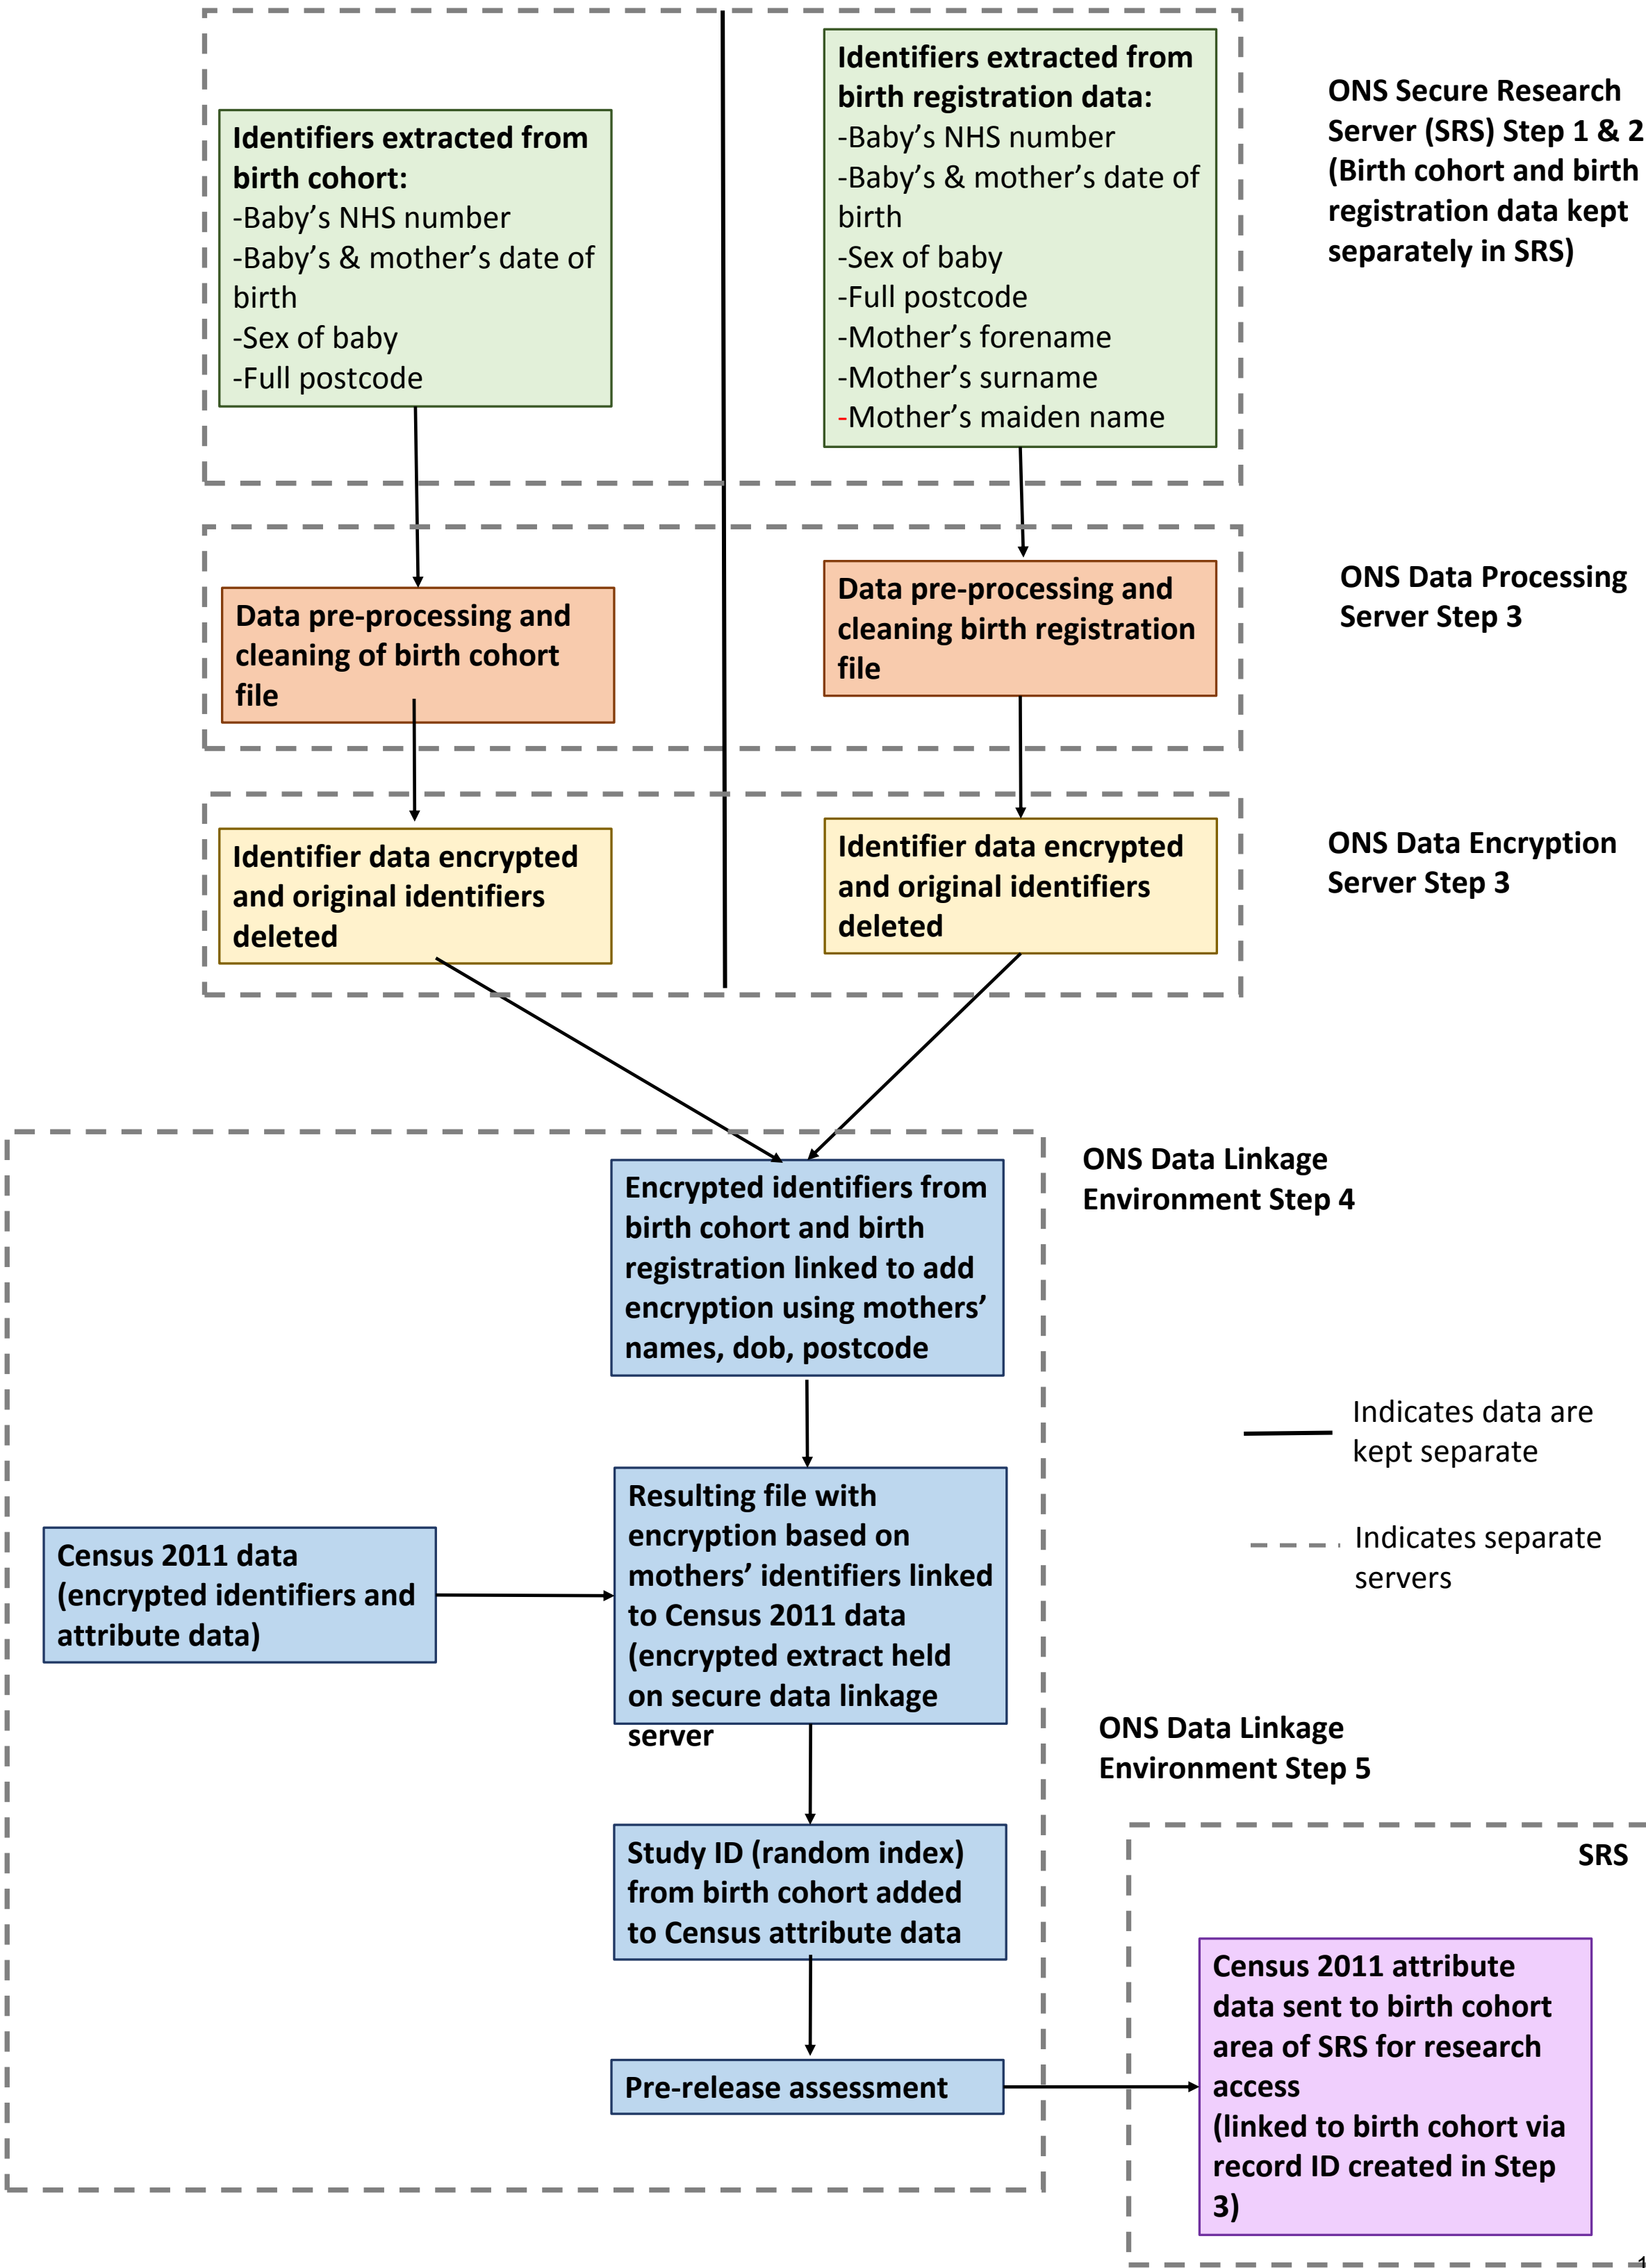 Identifiers extracted from
birth cohort:
-Baby's NHS number
-Baby's & mother's date of
birth
-Sex of baby
-Full postcode
Identifiers extracted from
birth registration data:
-Baby's NHS number
-Baby's & mother's date of
birth
-Sex of baby
-Full postcode
-Mother's forename
-Mother's surname
-Mother's maiden name
ONS Secure Research
Server (SRS) Step 1 & 2
(Birth cohort and birth
registration data kept
separately in SRS)
Data pre-processing and
cleaning of birth cohort
file
Data pre-processing and
cleaning birth registration
file
ONS Data Processing
Server Step 3
Identifier data encrypted
and original identifiers
deleted
Identifier data encrypted
and original identifiers
deleted
ONS Data Encryption
Server Step 3
Encrypted identifiers from
birth cohort and birth
registration linked to add
encryption using mothers'
names, dob, postcode
ONS Data Linkage
Environment Step 4
Indicates data are
kept separate
Indicates separate
servers
Census 2011 data
(encrypted identifiers and
attribute data)
Resulting file with
encryption based on
mothers' identifiers linked
to Census 2011 data
(encrypted extract held
on secure data linkage
server
ONS Data Linkage
Environment Step 5
Study ID (random index)
from birth cohort added
to Census attribute data
SRS
Pre-release assessment
Census 2011 attribute
data sent to birth cohort
area of SRS for research
access
(linked to birth cohort via
record ID created in Step
3)
1